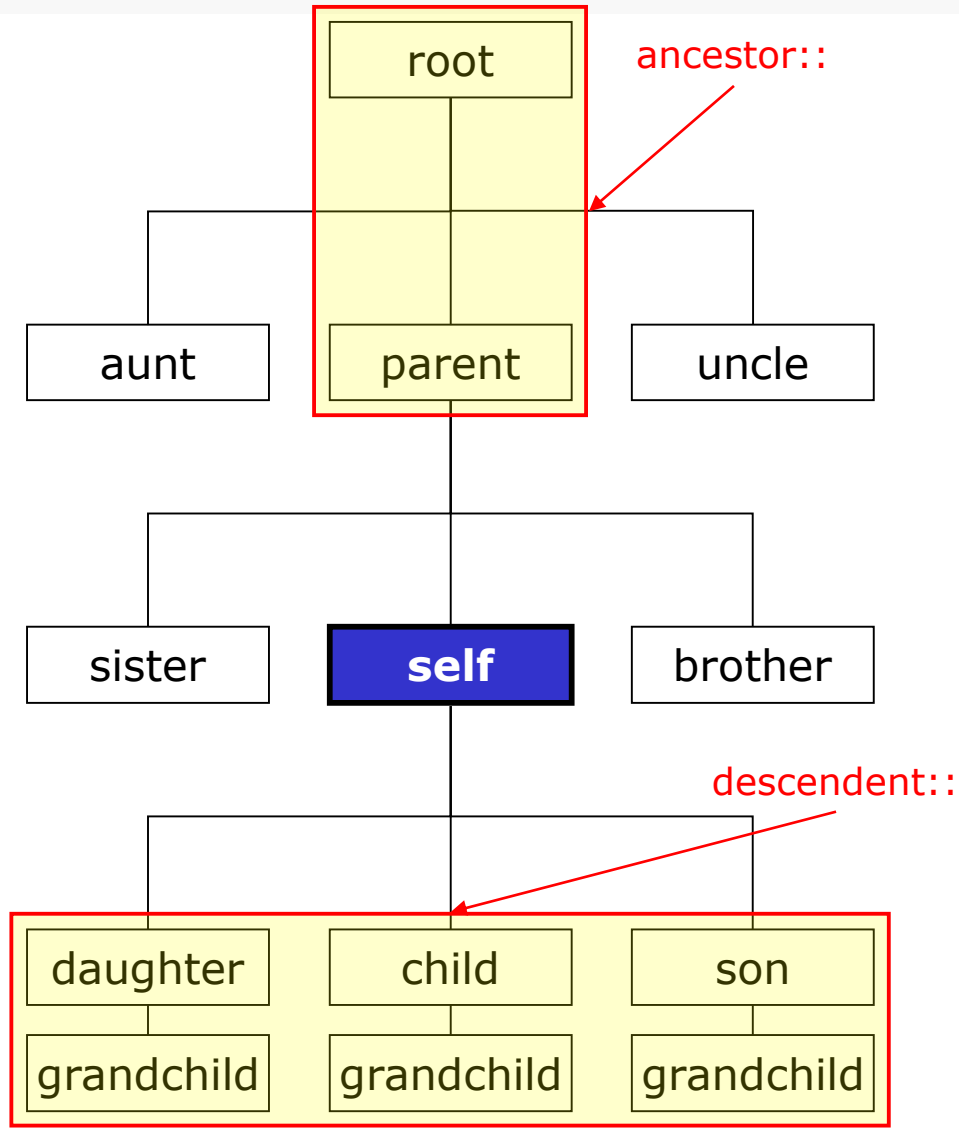 root
ancestor::
aunt
parent
uncle
sister
self
brother
descendent::
daughter
child
son
grandchild
grandchild
grandchild